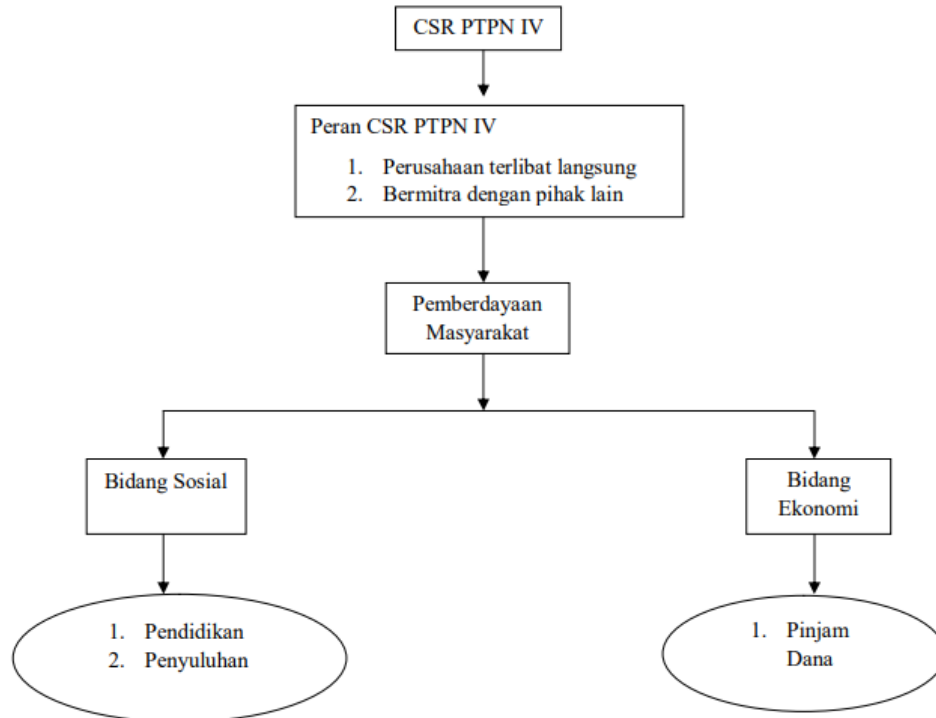 CSR PTPN IV
Peran CSR PTPN IV
1. Perusahaan terlibat langsung
2. Bermitra dengan pihak lain
Pemberdayaan
Masyarakat
Bidang Sosial
Bidang
Ekonomi
1. Pendidikan
2. Penyuluhan
1. Pinjam
Dana